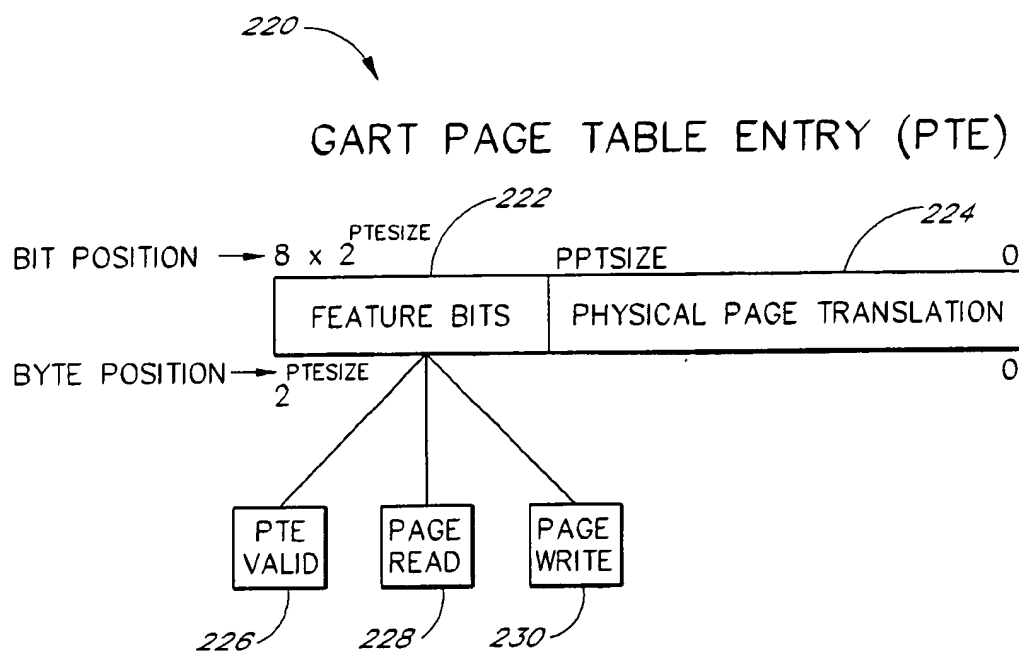 220
GART PAGE TABLE ENTRY (PTE)
222
224
BIT POSITION → 8 x 2^PTESIZE PPTSIZE 0
FEATURE BITS PHYSICAL PAGE TRANSLATION
BYTE POSITION → 2^PTESIZE 0
PTE VALID
PAGE READ
PAGE WRITE
226
228
230